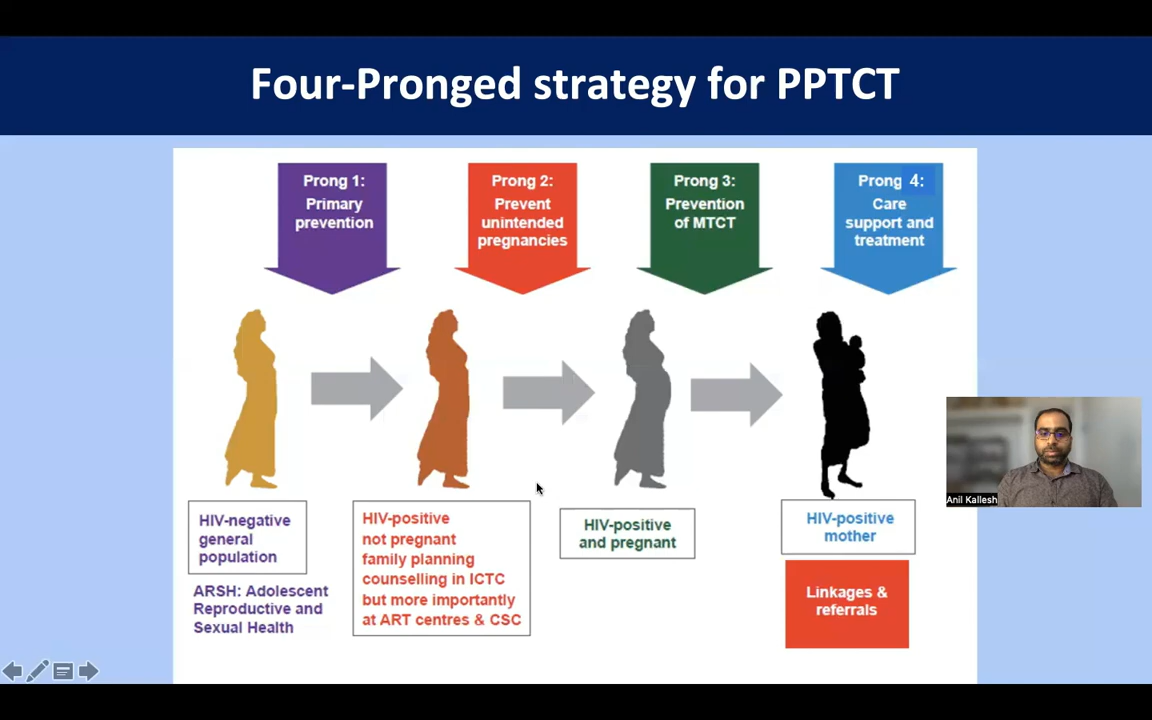 Four-Pronged strategy for PPTCT
Prong 1:
Primary
prevention
Prong 2:
Prevent
unintended
pregnancies
Prong 3:
Prevention
of MTCT
Prong 4:
Care
support and
treatment
HIV-negative
general
population
ARSH: Adolescent
Reproductive and
Sexual Health
HIV-positive
not pregnant
family planning
counselling in ICTC
but more importantly
at ART centres & CSC
HIV-positive
and pregnant
HIV-positive
mother
Linkages &
referrals
Anil Kallesh